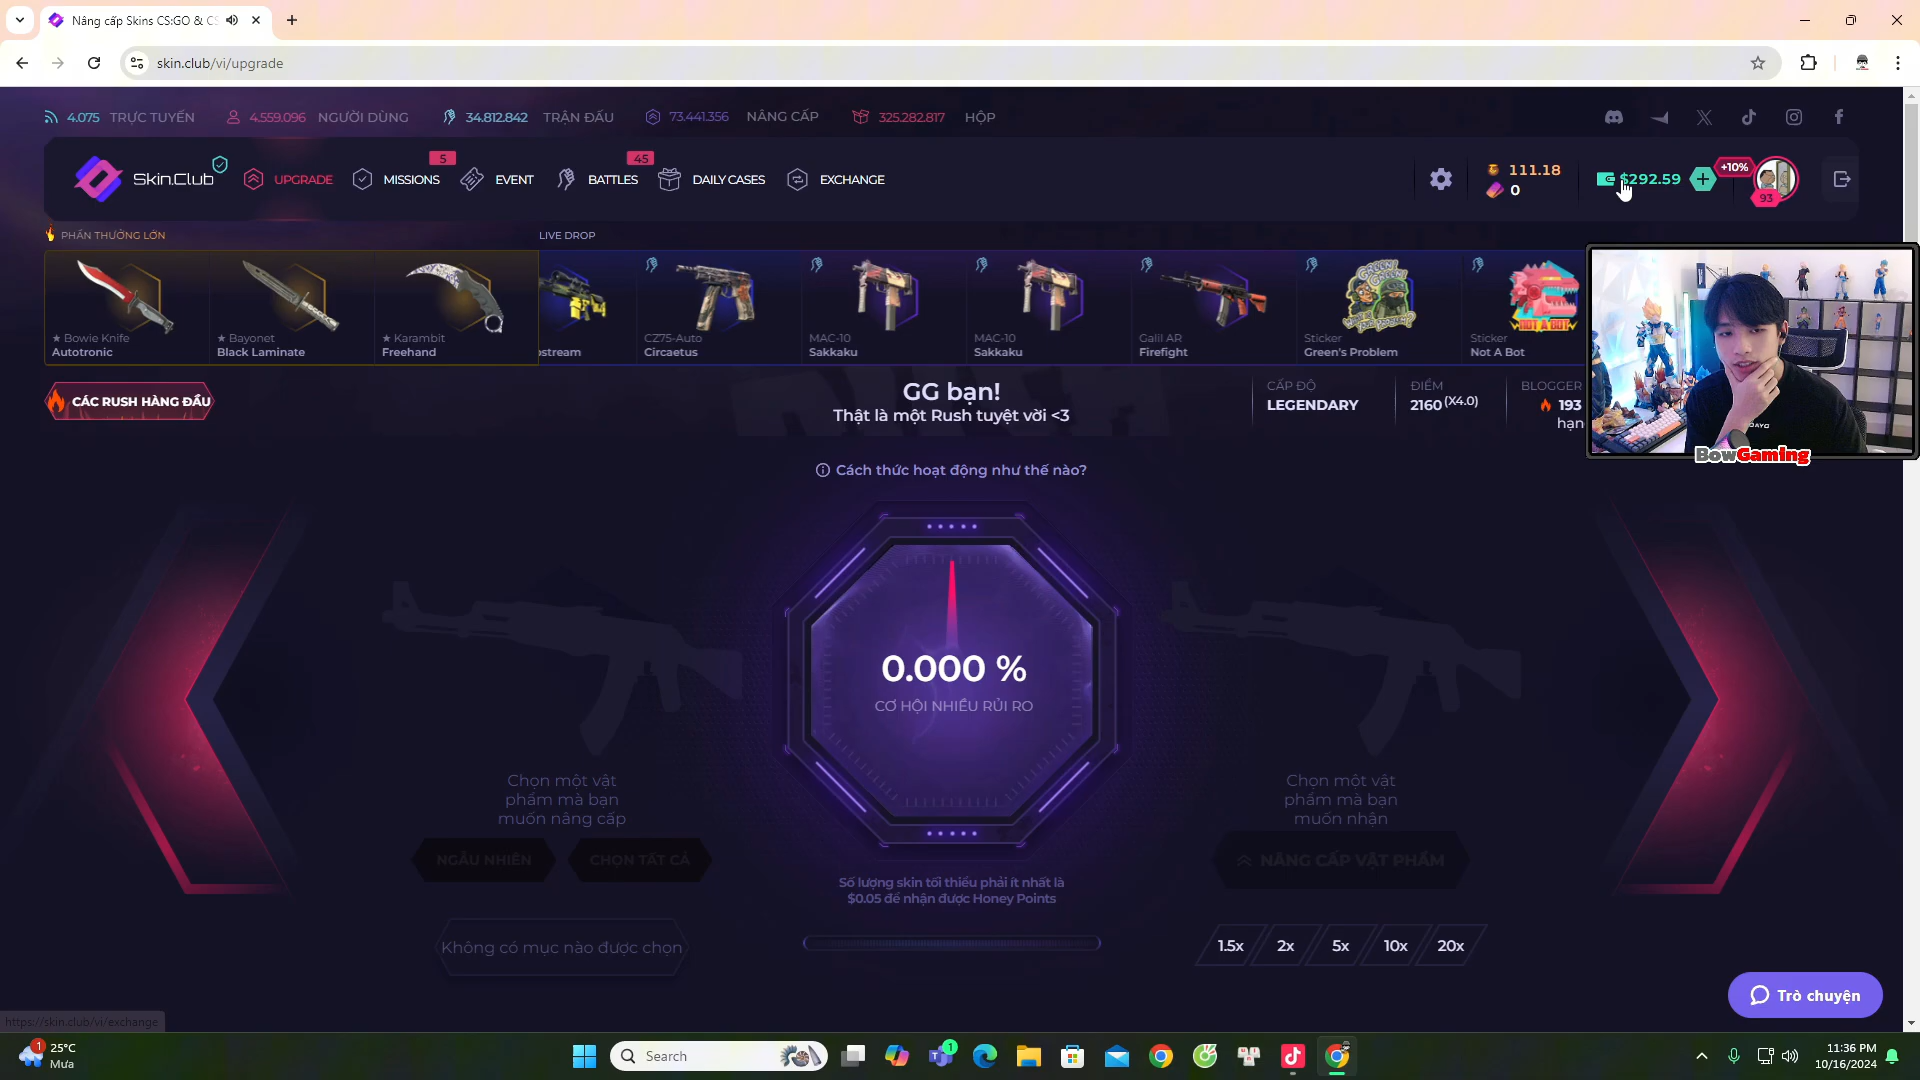 Nâng cấp Skins CS:GO & CS
skin.club/vi/upgrade
4.075 TRỰC TUYẾN
4.559.096 NGƯỜI DÙNG
34.812.842 TRẬN ĐẤU
73.441.356 NÂNG CẤP
325.282.817 HỘP
Skin.Club
UPGRADE
5
MISSIONS
EVENT
45
BATTLES
DAILY CASES
EXCHANGE
111.18
0
$292.59
+10%
93
PHẦN THƯỞNG LỚN
LIVE DROP
★ Bowie Knife
Autotronic
★ Bayonet
Black Laminate
★ Karambit
Freehand
ostream
CZ75-Auto
Circaetus
MAC-10
Sakkaku
MAC-10
Sakkaku
Galil AR
Firefight
Sticker
Green's Problem
Sticker
Not A Bot
CÁC RUSH HÀNG ĐẦU
GG bạn!
Thật là một Rush tuyệt vời <3
CẤP ĐỘ
LEGENDARY
ĐIỂM
2160 (X4.0)
BLOGGER
193
hạn
BowGaming
Cách thức hoạt động như thế nào?
0.000 %
CƠ HỘI NHIỀU RỦI RO
Chọn một vật
phẩm mà bạn
muốn nâng cấp
NGẪU NHIÊN
CHỌN TẤT CẢ
Không có mục nào được chọn
Số lượng skin tối thiểu phải ít nhất là
$0.05 để nhận được Honey Points
Chọn một vật
phẩm mà bạn
muốn nhận
NÂNG CẤP VẬT PHẨM
1.5x
2x
5x
10x
20x
Trò chuyện
https://skin.club/vi/exchange
1
25°C
Mưa
Search
1
11:36 PM
10/16/2024